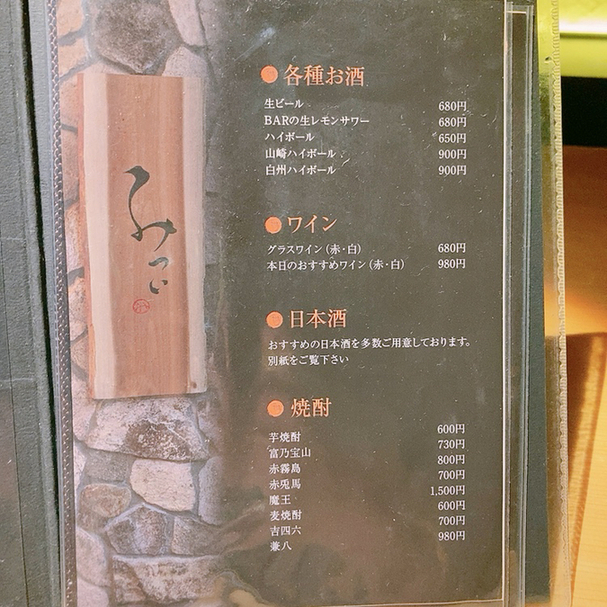 各種お酒
生ビール 680円
BARの生レモンサワー 680円
ハイボール 650円
山崎ハイボール 900円
白州ハイボール 900円
ワイン
グラスワイン(赤・白) 680円
本日のおすすめワイン(赤・白) 980円
日本酒
おすすめの日本酒を多数ご用意しております。
別紙をご覧下さい
焼酎
芋焼酎 600円
富乃宝山 730円
赤霧島 800円
赤兎馬 700円
魔王 1,500円
麦焼酎 600円
吉四六 700円
兼八 980円